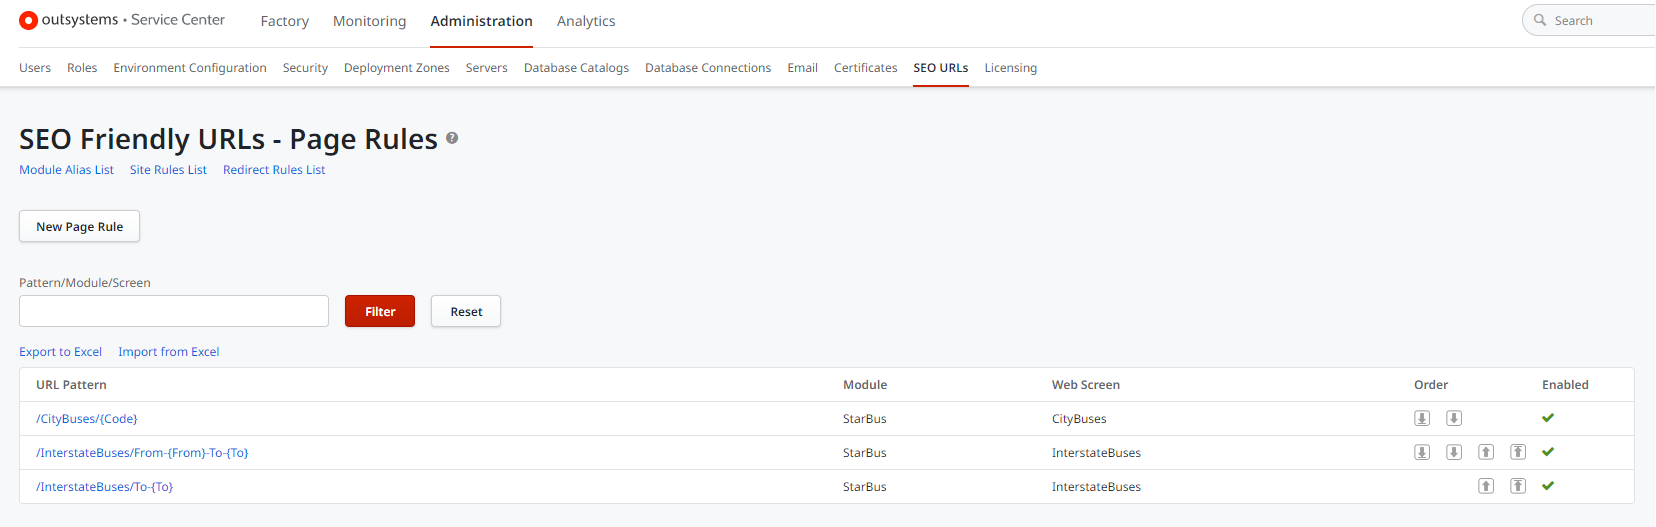 outsystems • Service Center Factory Monitoring Administration Analytics Search
Users Roles Environment Configuration Security Deployment Zones Servers Database Catalogs Database Connections Email Certificates SEO URLs Licensing
SEO Friendly URLs - Page Rules ?
Module Alias List Site Rules List Redirect Rules List
New Page Rule
Pattern/Module/Screen
Filter Reset
Export to Excel Import from Excel
URL Pattern Module Web Screen Order Enabled
/CityBuses/{Code} StarBus CityBuses
/InterstateBuses/From-{From}-To-{To} StarBus InterstateBuses
/InterstateBuses/To-{To} StarBus InterstateBuses